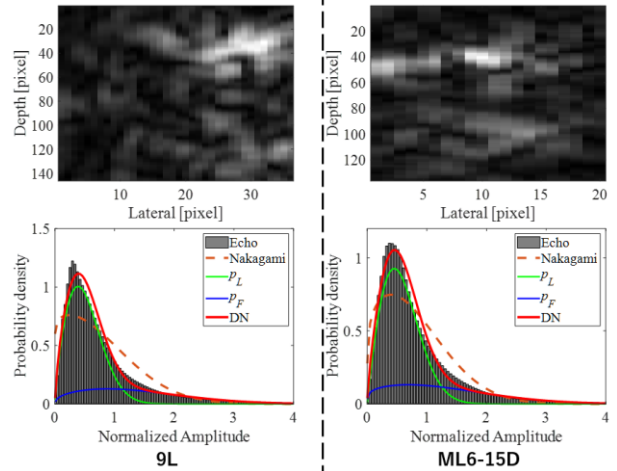 20
40
60
80
100
120
140
Depth [pixel]
10
20
30
Lateral [pixel]
20
40
60
80
100
120
Depth [pixel]
5
10
15
20
Lateral [pixel]
1.5
1
0.5
0
Probability density
Echo
Nakagami
p_L
p_F
DN
0
1
2
3
4
Normalized Amplitude
9L
1
0.5
0
Probability density
Echo
Nakagami
p_L
p_F
DN
0
1
2
3
4
Normalized Amplitude
ML6-15D